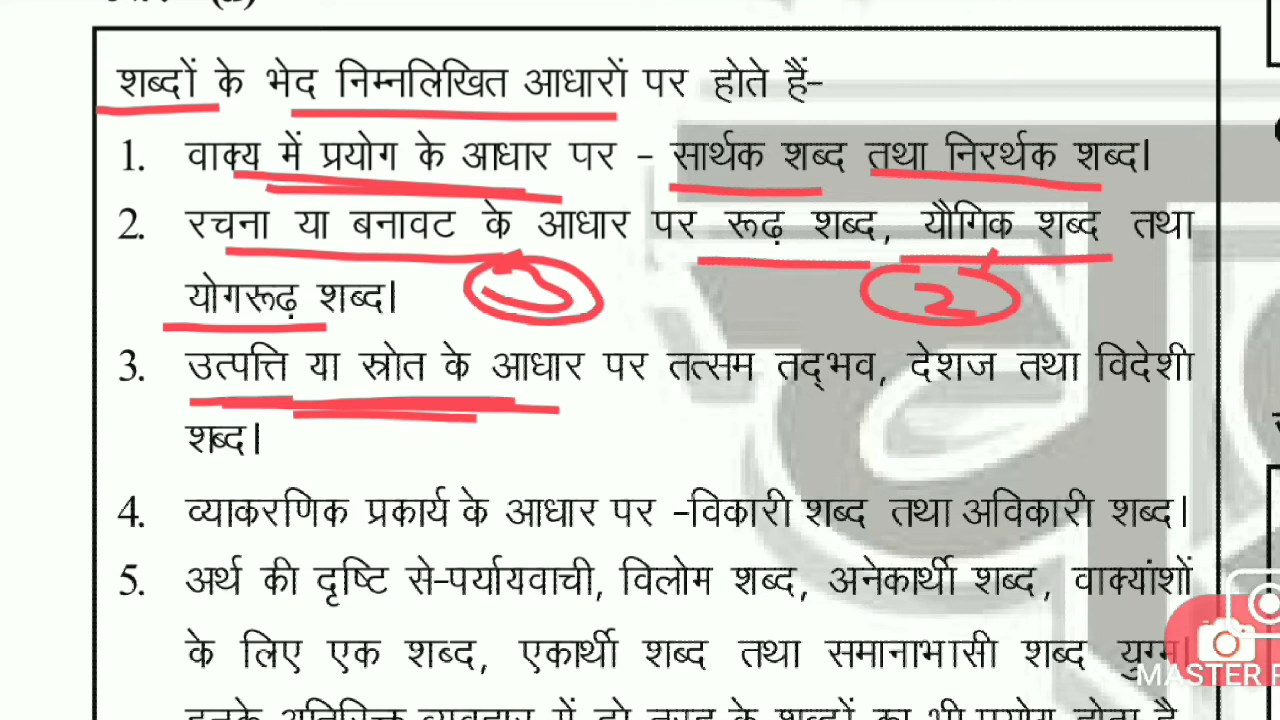 शब्दों के भेद निम्नलिखित आधारों पर होते हैं-
1. वाक्य में प्रयोग के आधार पर - सार्थक शब्द तथा निरर्थक शब्द।
2. रचना या बनावट के आधार पर रूढ़ शब्द, यौगिक शब्द तथा
योगरूढ़ शब्द।
2
3. उत्पत्ति या स्रोत के आधार पर तत्सम तद्‌भव, देशज तथा विदेशी
शब्द।
4. व्याकरणिक प्रकार्य के आधार पर -विकारी शब्द तथा अविकारी शब्द।
5. अर्थ की दृष्टि से-पर्यायवाची, विलोम शब्द, अनेकार्थी शब्द, वाक्यांशों
के लिए एक शब्द, एकार्थी शब्द तथा समानाभासी शब्द युग्म।
MASTER